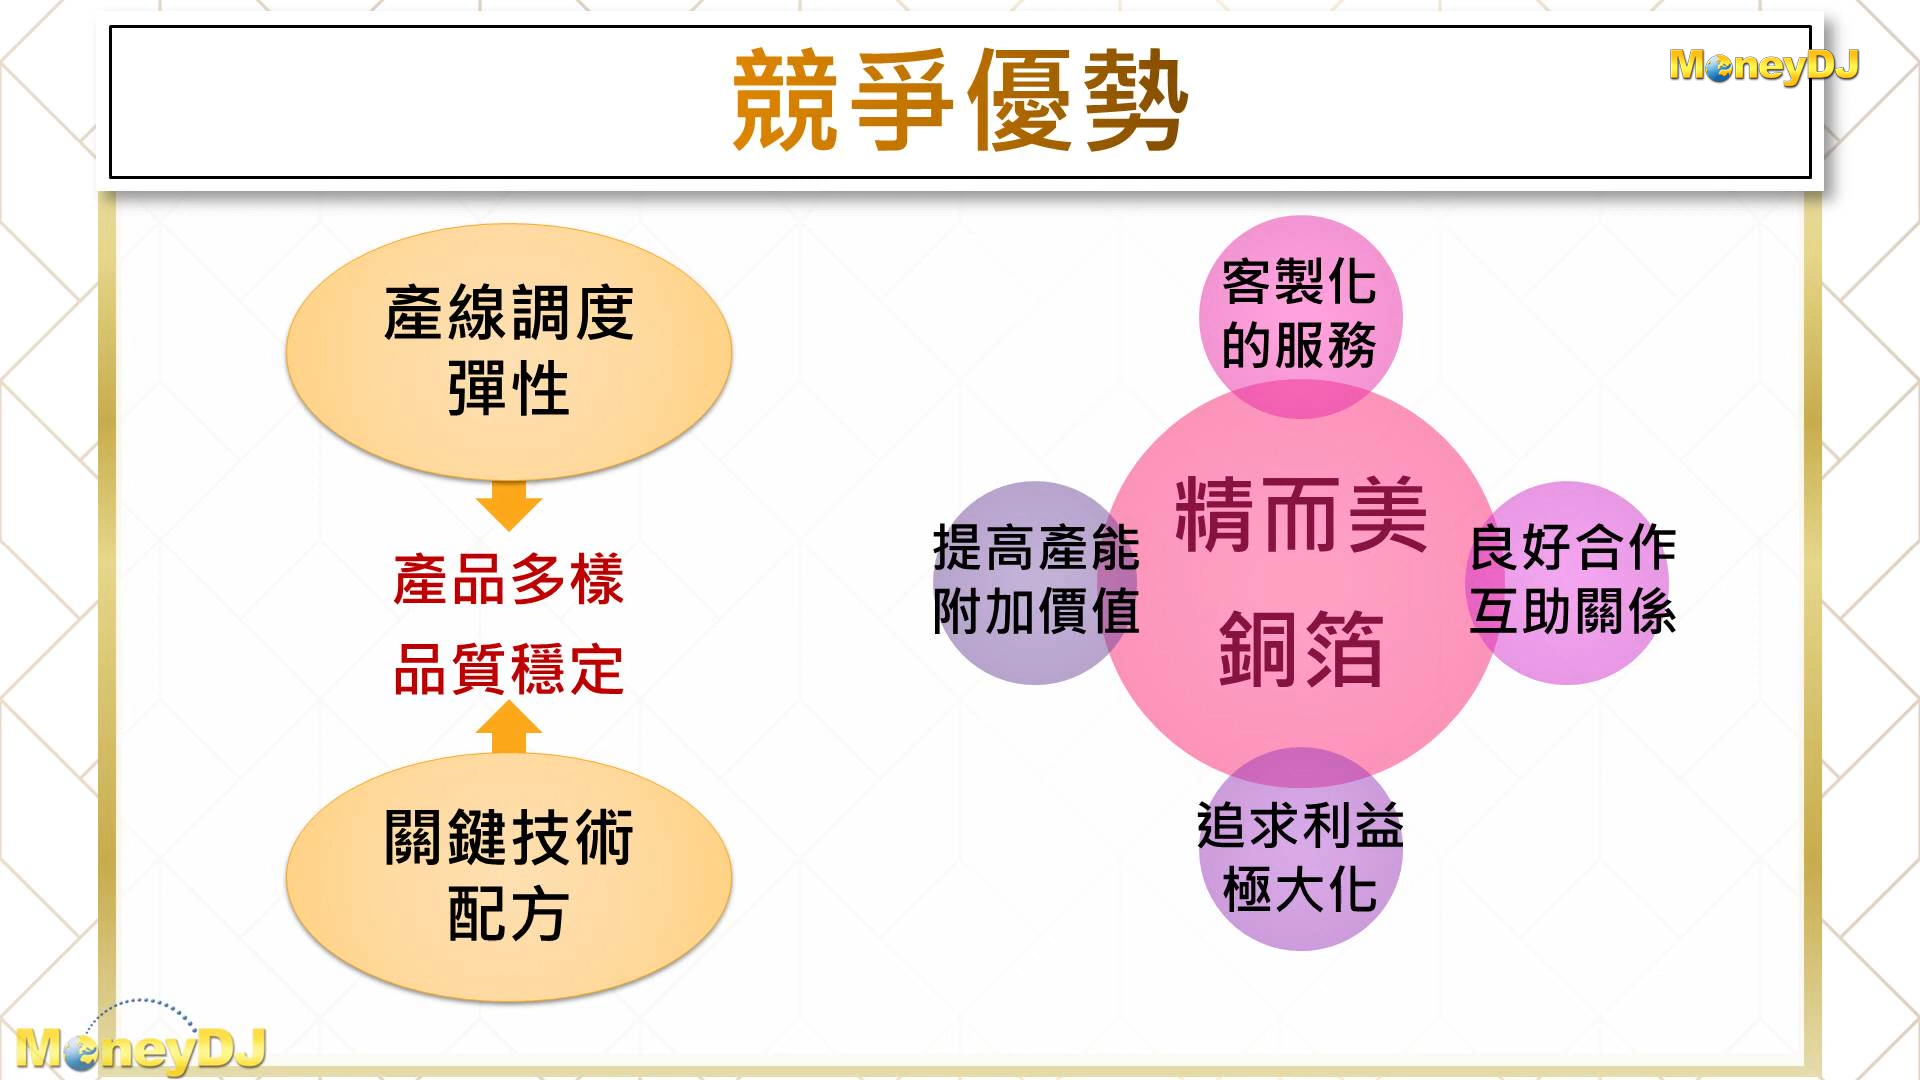 競爭優勢
MoneyDJ
產線調度
彈性
產品多樣
品質穩定
關鍵技術
配方
客製化
的服務
提高產能
附加價值
精而美
銅箔
良好合作
互助關係
追求利益
極大化
MoneyDJ